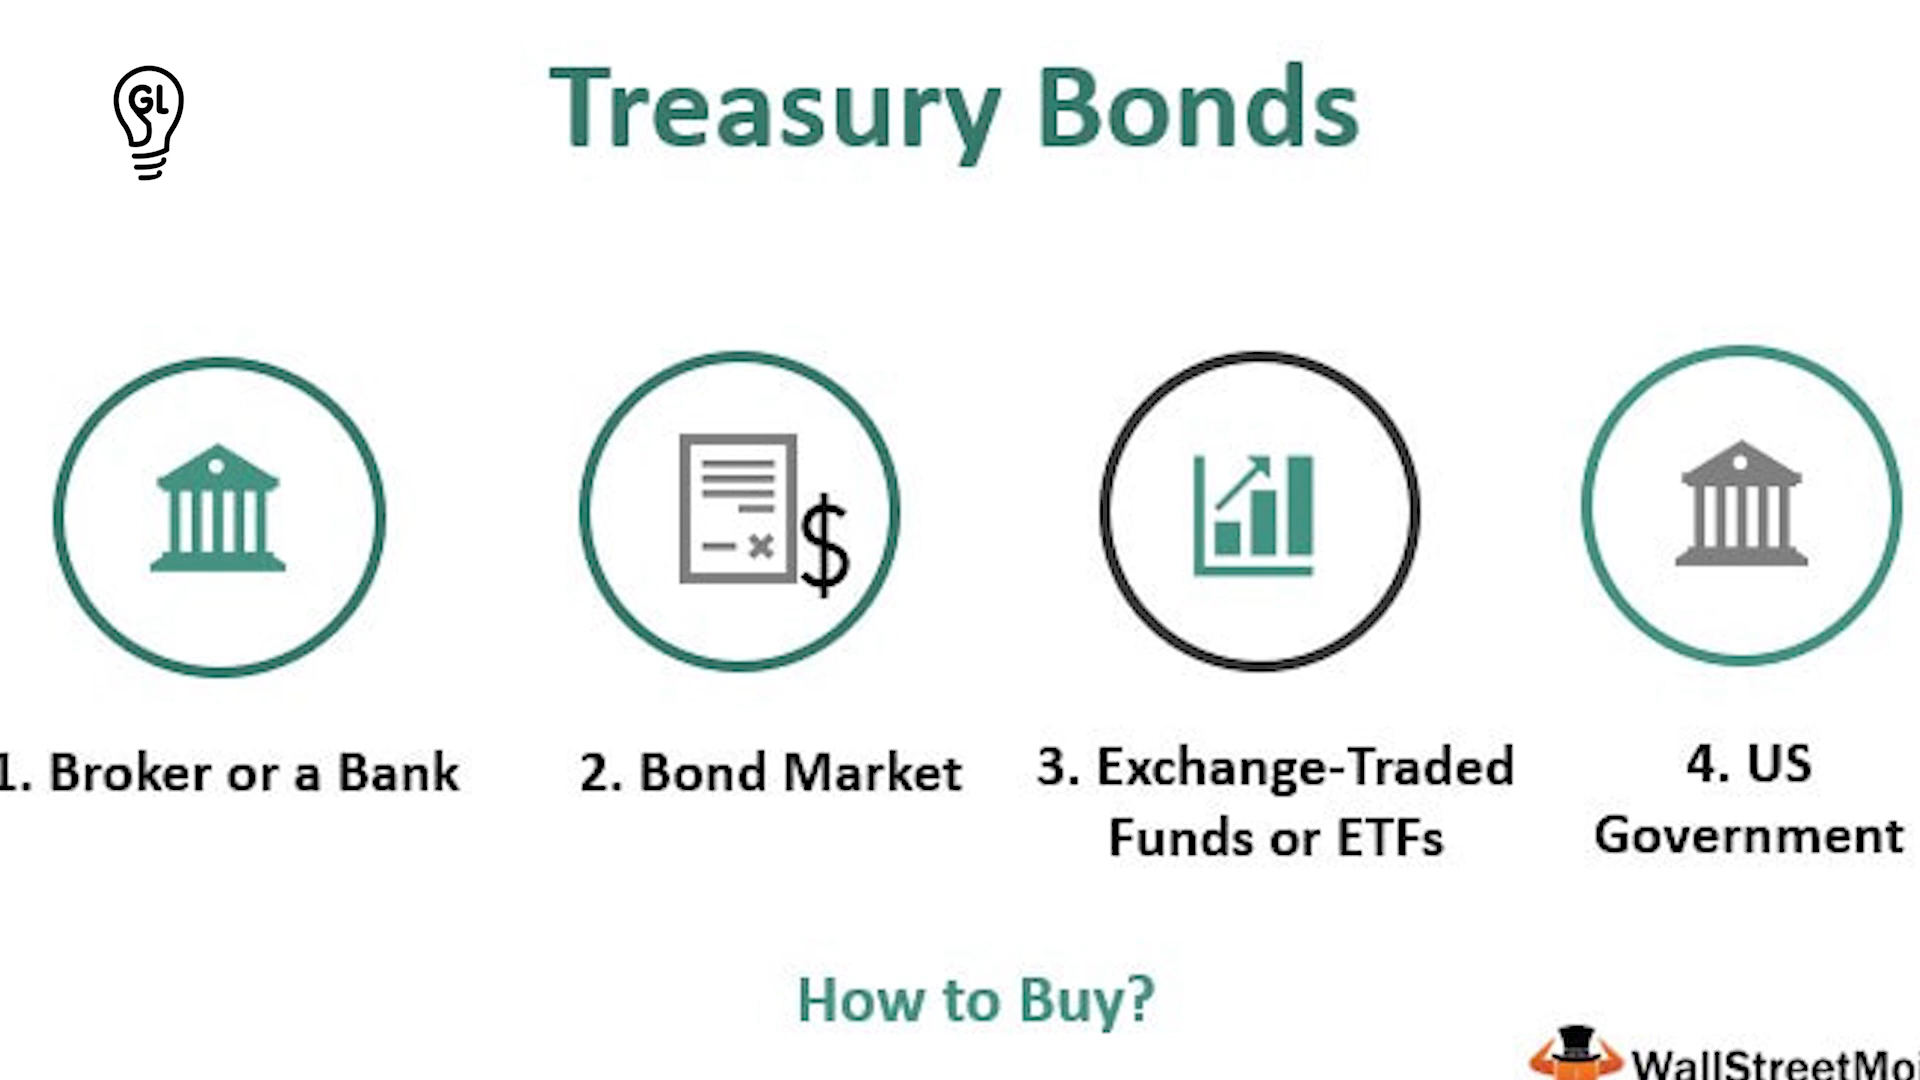 GL
Treasury Bonds
$
1. Broker or a Bank
2. Bond Market
3. Exchange-Traded
Funds or ETFs
4. US
Government
How to Buy?